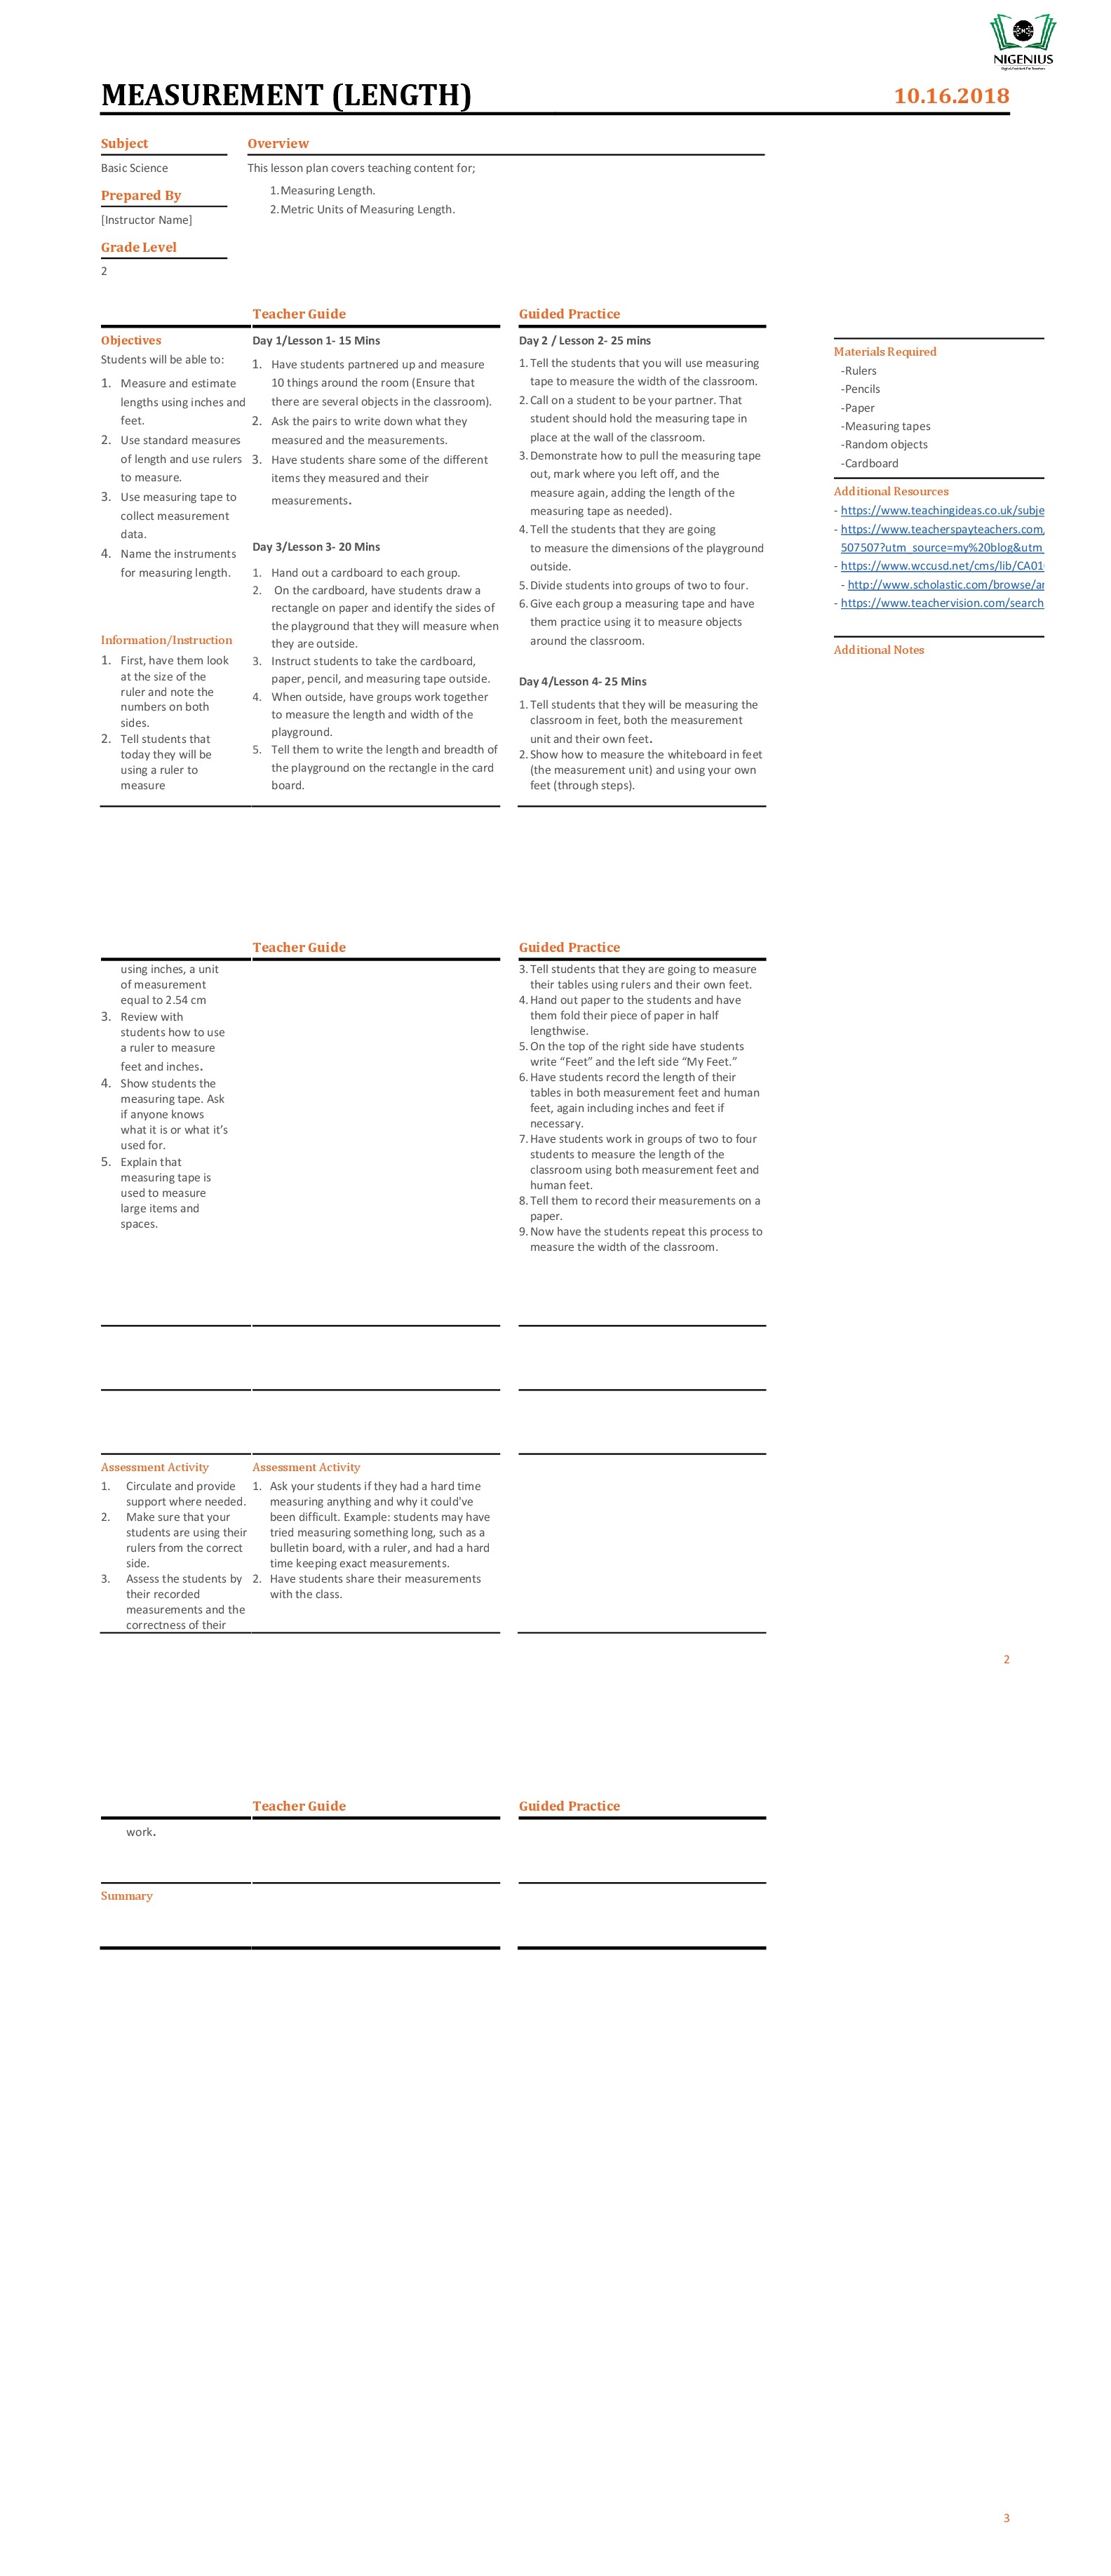 NIGENIUS
MEASUREMENT (LENGTH)
10.16.2018
Subject
Basic Science
Prepared By
[Instructor Name]
Grade Level
2
Overview
This lesson plan covers teaching content for;
1. Measuring Length.
2. Metric Units of Measuring Length.
Objectives
Students will be able to:
1. Measure and estimate
lengths using inches and
feet.
2. Use standard measures
of length and use rulers
to measure.
3. Use measuring tape to
collect measurement
data.
4. Name the instruments
for measuring length.
Information/Instruction
1. First, have them look
at the size of the
ruler and note the
numbers on both
sides.
2. Tell students that
today they will be
using a ruler to
measure
Teacher Guide
Day 1/Lesson 1- 15 Mins
1. Have students partnered up and measure
10 things around the room (Ensure that
there are several objects in the classroom).
2. Ask the pairs to write down what they
measured and the measurements.
3. Have students share some of the different
items they measured and their
measurements.
Day 3/Lesson 3- 20 Mins
1. Hand out a cardboard to each group.
2. On the cardboard, have students draw a
rectangle on paper and identify the sides of
the playground that they will measure when
they are outside.
3. Instruct students to take the cardboard,
paper, pencil, and measuring tape outside.
4. When outside, have groups work together
to measure the length and width of the
playground.
5. Tell them to write the length and breadth of
the playground on the rectangle in the card
board.
Guided Practice
Day 2 / Lesson 2- 25 mins
1. Tell the students that you will use measuring
tape to measure the width of the classroom.
2. Call on a student to be your partner. That
student should hold the measuring tape in
place at the wall of the classroom.
3. Demonstrate how to pull the measuring tape
out, mark where you left off, and the
measure again, adding the length of the
measuring tape as needed).
4. Tell the students that they are going
to measure the dimensions of the playground
outside.
5. Divide students into groups of two to four.
6. Give each group a measuring tape and have
them practice using it to measure objects
around the classroom.
Day 4/Lesson 4- 25 Mins
1. Tell students that they will be measuring the
classroom in feet, both the measurement
unit and their own feet.
2. Show how to measure the whiteboard in feet
(the measurement unit) and using your own
feet (through steps).
Materials Required
-Rulers
-Pencils
-Paper
-Measuring tapes
-Random objects
-Cardboard
Additional Resources
- https://www.teachingideas.co.uk/subje
- https://www.teacherspayteachers.com,
507507?utm_source=my%20blog&utm_
- https://www.wccusd.net/cms/lib/CA01
- http://www.scholastic.com/browse/ar
- https://www.teachervision.com/search
Additional Notes
Teacher Guide
Guided Practice
using inches, a unit
of measurement
equal to 2.54 cm
3. Review with
students how to use
a ruler to measure
feet and inches.
4. Show students the
measuring tape. Ask
if anyone knows
what it is or what it’s
used for.
5. Explain that
measuring tape is
used to measure
large items and
spaces.
3. Tell students that they are going to measure
their tables using rulers and their own feet.
4. Hand out paper to the students and have
them fold their piece of paper in half
lengthwise.
5. On the top of the right side have students
write “Feet” and the left side “My Feet.”
6. Have students record the length of their
tables in both measurement feet and human
feet, again including inches and feet if
necessary.
7. Have students work in groups of two to four
students to measure the length of the
classroom using both measurement feet and
human feet.
8. Tell them to record their measurements on a
paper.
9. Now have the students repeat this process to
measure the width of the classroom.
Assessment Activity
1. Circulate and provide
support where needed.
2. Make sure that your
students are using their
rulers from the correct
side.
3. Assess the students by
their recorded
measurements and the
correctness of their
Assessment Activity
1. Ask your students if they had a hard time
measuring anything and why it could've
been difficult. Example: students may have
tried measuring something long, such as a
bulletin board, with a ruler, and had a hard
time keeping exact measurements.
2. Have students share their measurements
with the class.
2
Teacher Guide
Guided Practice
work.
Summary
3